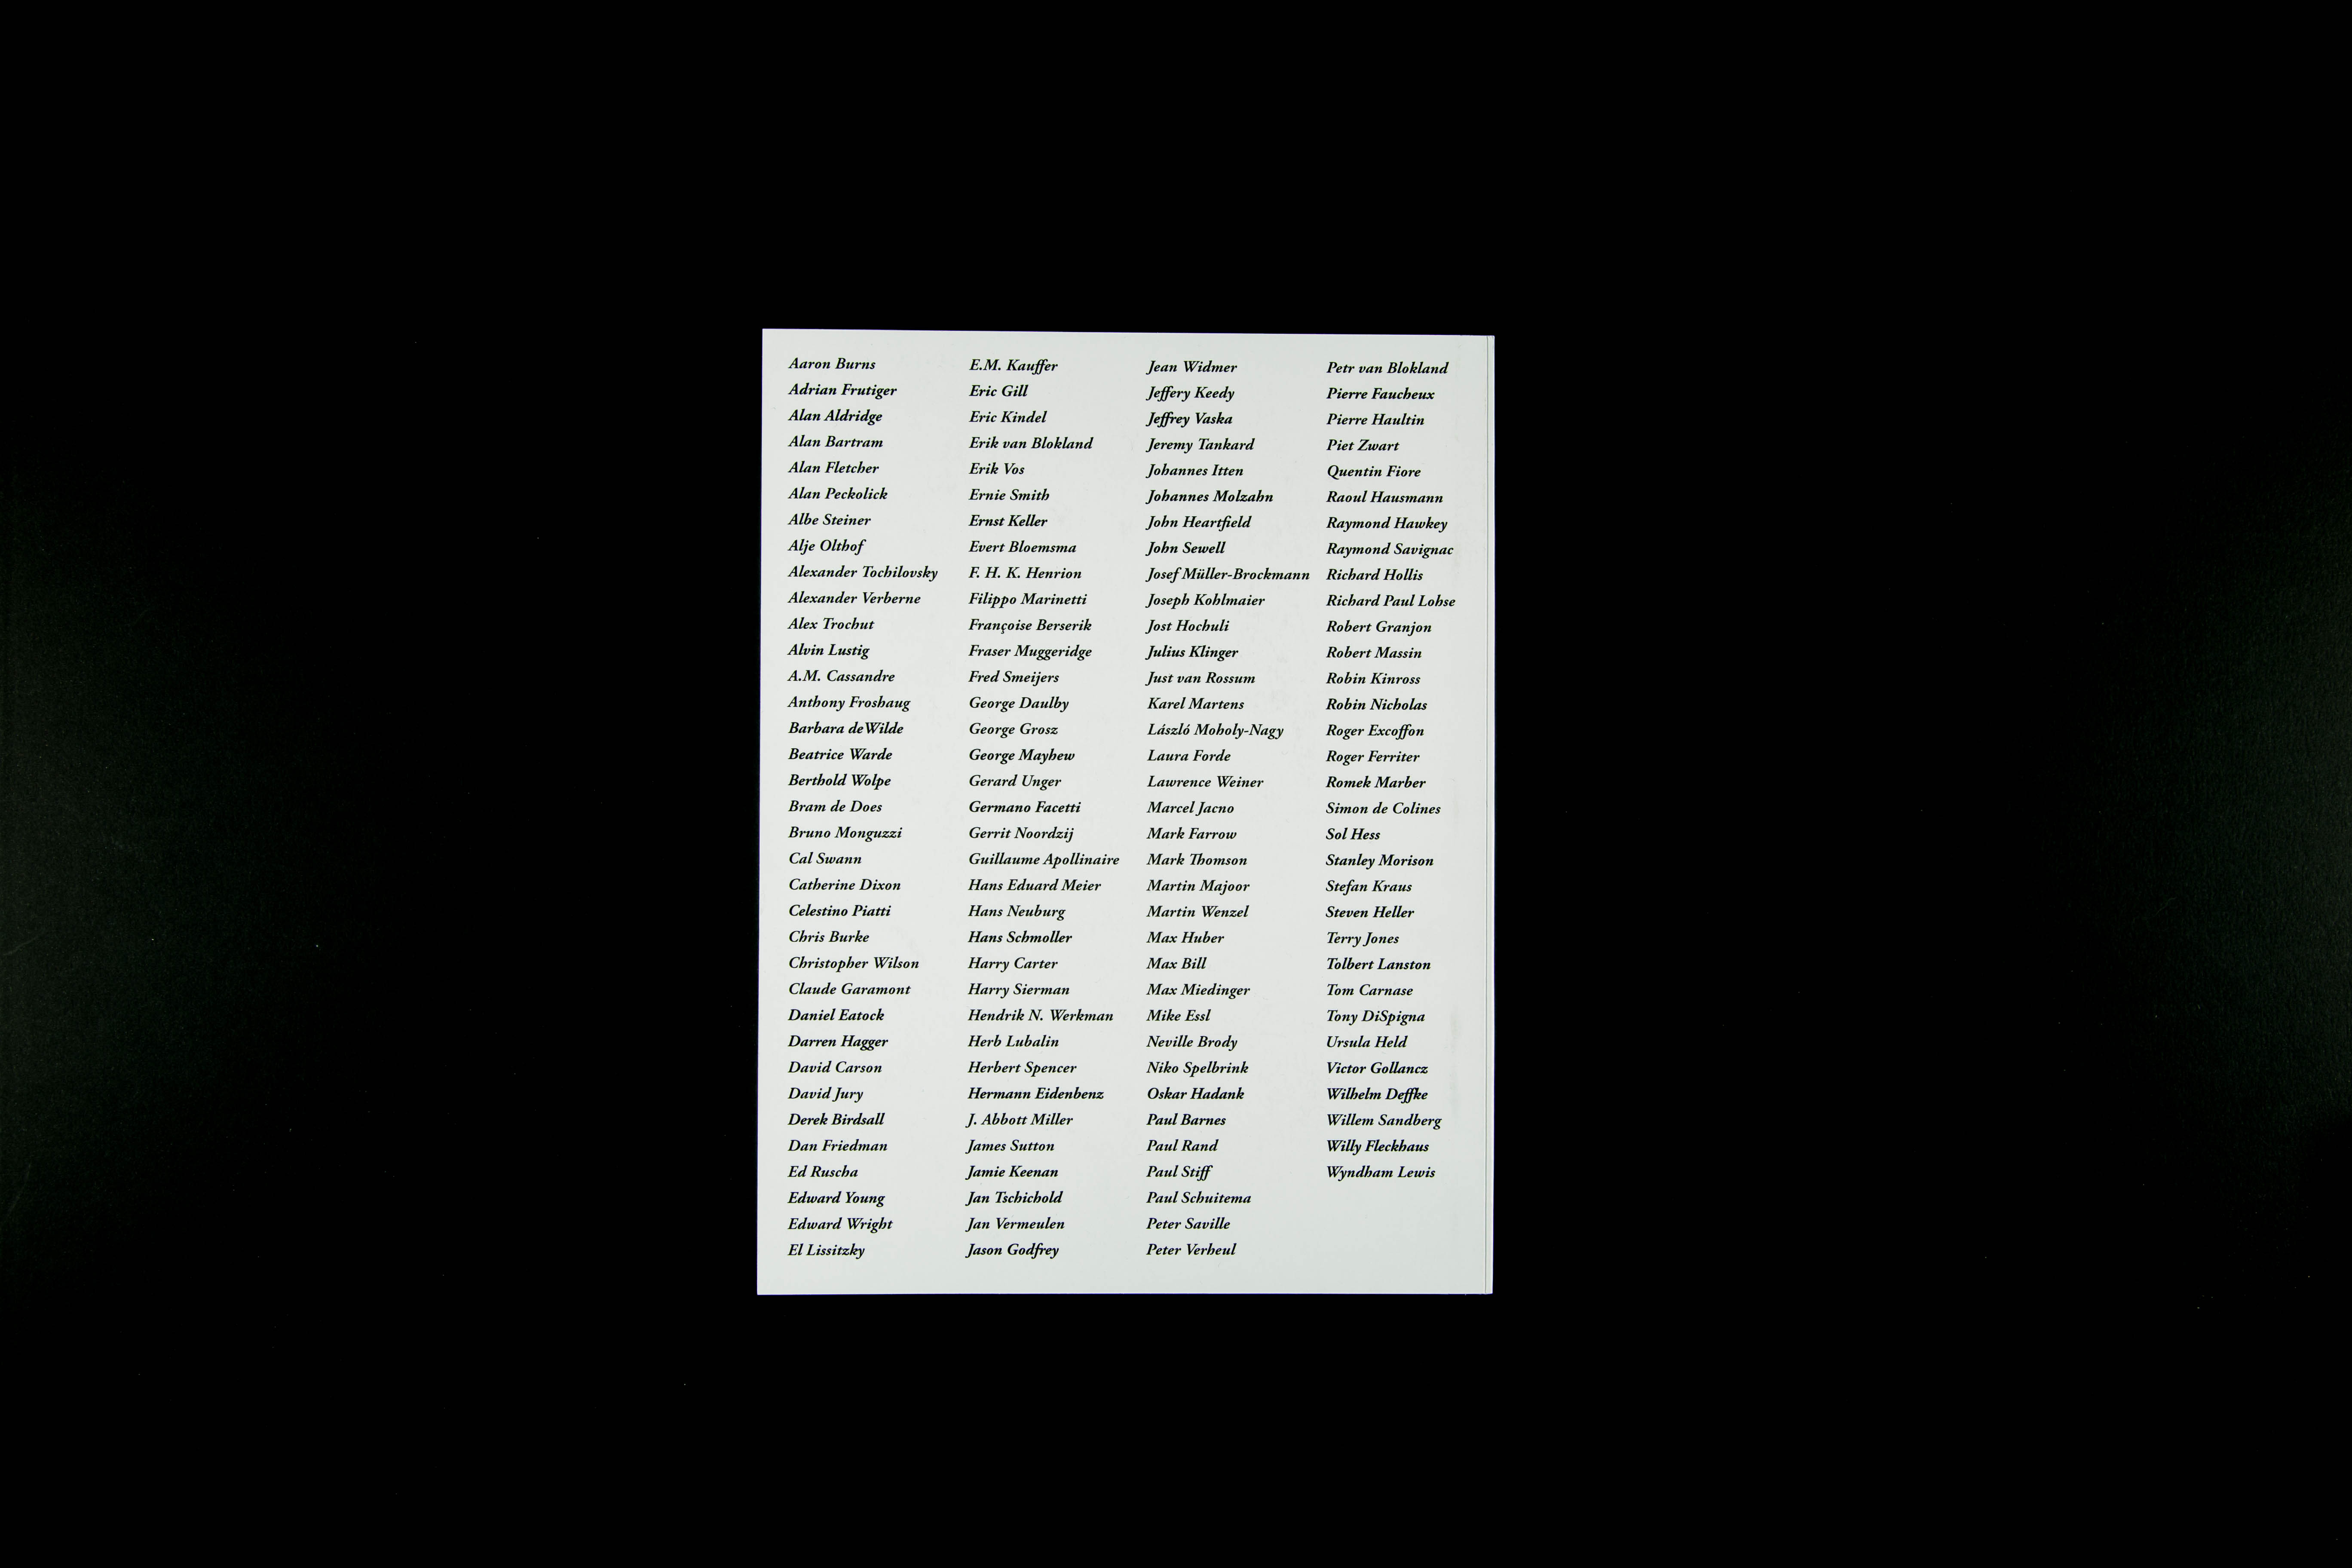 Aaron Burns
Adrian Frutiger
Alan Aldridge
Alan Bartram
Alan Fletcher
Alan Peckolick
Albe Steiner
Alje Olthof
Alexander Tochilovsky
Alexander Verberne
Alex Trochut
Alvin Lustig
A.M. Cassandre
Anthony Froshaug
Barbara deWilde
Beatrice Warde
Berthold Wolpe
Bram de Does
Bruno Monguzzi
Cal Swann
Catherine Dixon
Celestino Piatti
Chris Burke
Christopher Wilson
Claude Garamont
Daniel Eatock
Darren Hagger
David Carson
David Jury
Derek Birdsall
Dan Friedman
Ed Ruscha
Edward Young
Edward Wright
El Lissitzky
E.M. Kauffer
Eric Gill
Eric Kindel
Erik van Blokland
Erik Vos
Ernie Smith
Ernst Keller
Evert Bloemsma
F. H. K. Henrion
Filippo Marinetti
Françoise Berserik
Fraser Muggeridge
Fred Smeijers
George Daulby
George Grosz
George Mayhew
Gerard Unger
Germano Facetti
Gerrit Noordzij
Guillaume Apollinaire
Hans Eduard Meier
Hans Neuburg
Hans Schmoller
Harry Carter
Harry Sierman
Hendrik N. Werkman
Herb Lubalin
Herbert Spencer
Hermann Eidenbenz
J. Abbott Miller
James Sutton
Jamie Keenan
Jan Tschichold
Jan Vermeulen
Jason Godfrey
Jean Widmer
Jeffery Keedy
Jeffrey Vaska
Jeremy Tankard
Johannes Itten
Johannes Molzahn
John Heartfield
John Sewell
Josef Müller-Brockmann
Joseph Kohlmaier
Jost Hochuli
Julius Klinger
Just van Rossum
Karel Martens
László Moholy-Nagy
Laura Forde
Lawrence Weiner
Marcel Jacno
Mark Farrow
Mark Thomson
Martin Majoor
Martin Wenzel
Max Huber
Max Bill
Max Miedinger
Mike Essl
Neville Brody
Niko Spelbrink
Oskar Hadank
Paul Barnes
Paul Rand
Paul Stiff
Paul Schuitema
Peter Saville
Peter Verheul
Petr van Blokland
Pierre Faucheux
Pierre Haultin
Piet Zwart
Quentin Fiore
Raoul Hausmann
Raymond Hawkey
Raymond Savignac
Richard Hollis
Richard Paul Lohse
Robert Granjon
Robert Massin
Robin Kinross
Robin Nicholas
Roger Excoffon
Roger Ferriter
Romek Marber
Simon de Colines
Sol Hess
Stanley Morison
Stefan Kraus
Steven Heller
Terry Jones
Tolbert Lanston
Tom Carnase
Tony DiSpigna
Ursula Held
Victor Gollancz
Wilhelm Deffke
Willem Sandberg
Willy Fleckhaus
Wyndham Lewis